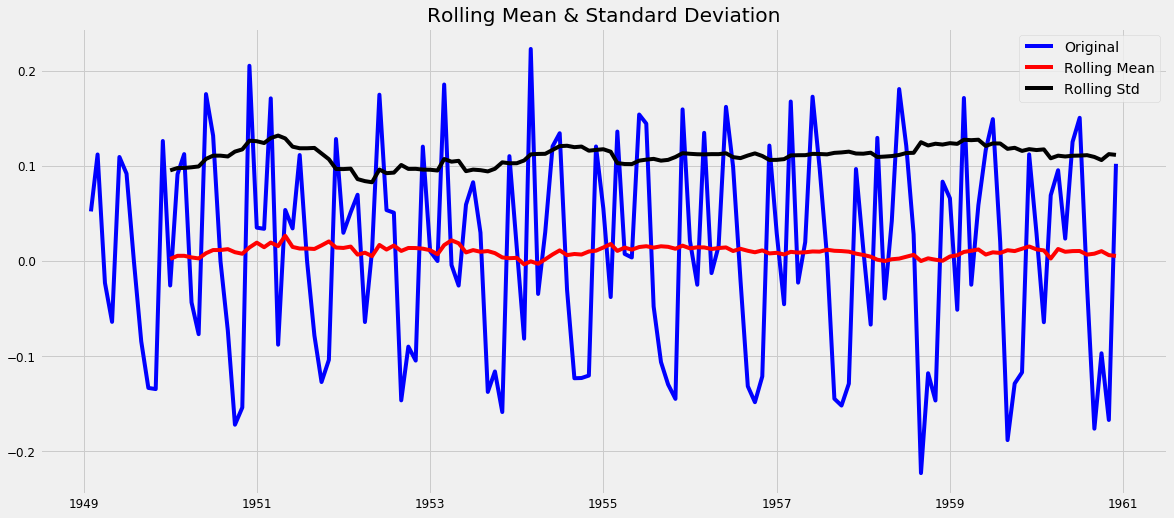 Rolling Mean & Standard Deviation
Original
Rolling Mean
Rolling Std
0.2
0.1
0.0
−0.1
−0.2
1949 1951 1953 1955 1957 1959 1961